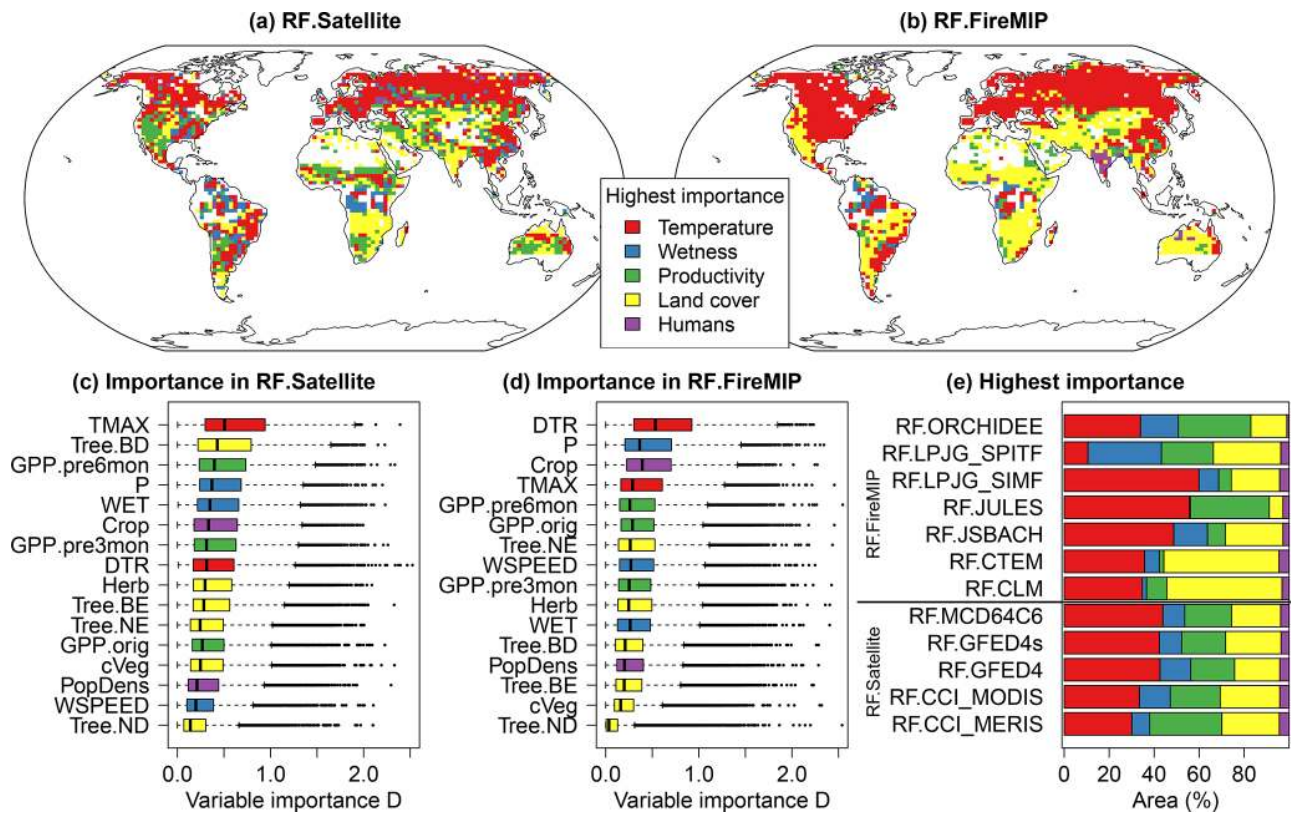 (a) RF.Satellite
(b) RF.FireMIP
Highest importance
Temperature
Wetness
Productivity
Land cover
Humans
(c) Importance in RF.Satellite
TMAX
Tree.BD
GPP.pre6mon
P
WET
Crop
GPP.pre3mon
DTR
Herb
Tree.BE
Tree.NE
GPP.orig
cVeg
PopDens
WSPEED
Tree.ND
0.0 1.0 2.0
Variable importance D
(d) Importance in RF.FireMIP
DTR
P
Crop
TMAX
GPP.pre6mon
GPP.orig
Tree.NE
WSPEED
GPP.pre3mon
Herb
WET
Tree.BD
PopDens
Tree.BE
cVeg
Tree.ND
0.0 1.0 2.0
Variable importance D
(e) Highest importance
RF.FireMIP
RF.ORCHIDEE
RF.LPJG_SPITF
RF.LPJG_SIMF
RF.JULES
RF.JSBACH
RF.CTEM
RF.CLM
RF.Satellite
RF.MCD64C6
RF.GFED4s
RF.GFED4
RF.CCI_MODIS
RF.CCI_MERIS
0 20 40 60 80
Area (%)